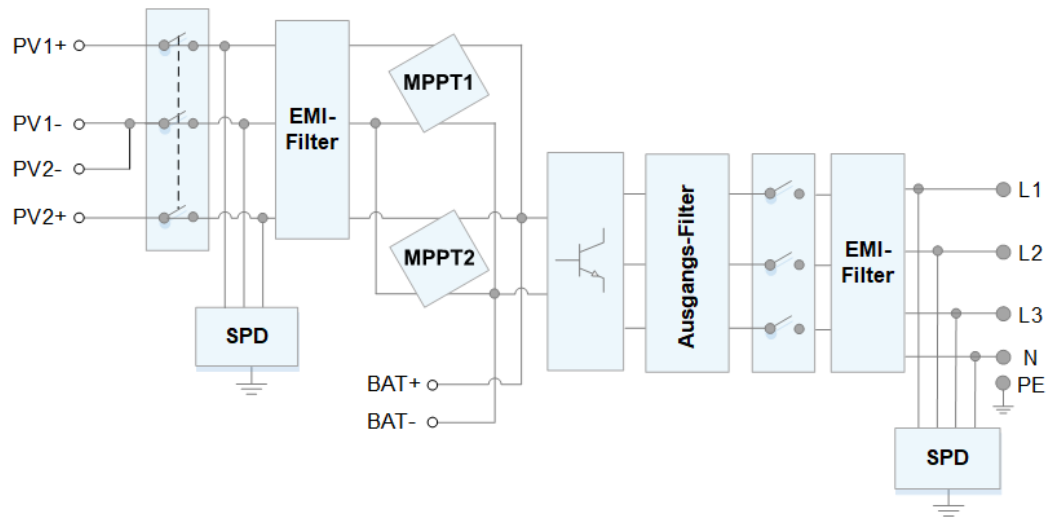 PV1+
PV1-
PV2-
PV2+
EMI-
Filter
MPPT1
MPPT2
SPD
BAT+
BAT-
Ausgangs-Filter
EMI-
Filter
L1
L2
L3
N
PE
SPD